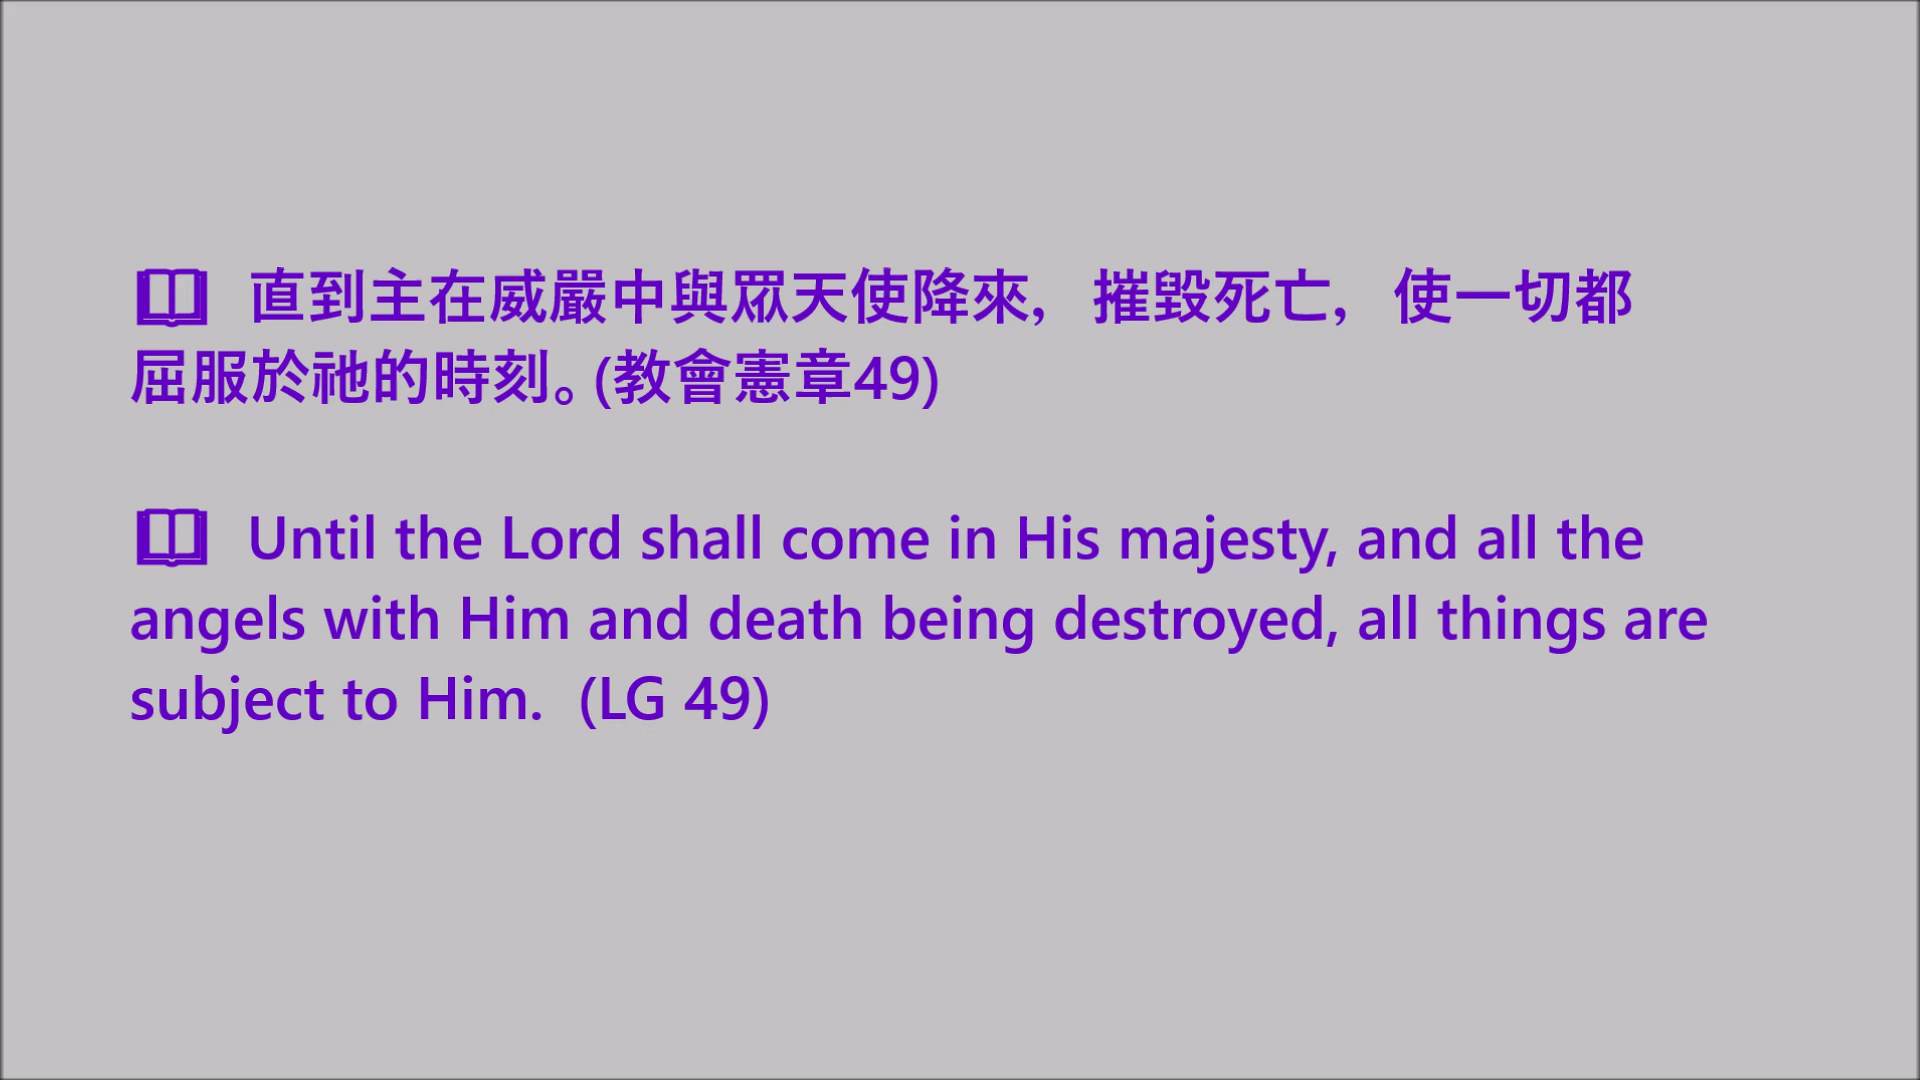 直到主在威嚴中與眾天使降來，摧毀死亡，使一切都
屈服於祂的時刻。(教會憲章49)
Until the Lord shall come in His majesty, and all the
angels with Him and death being destroyed, all things are
subject to Him. (LG 49)